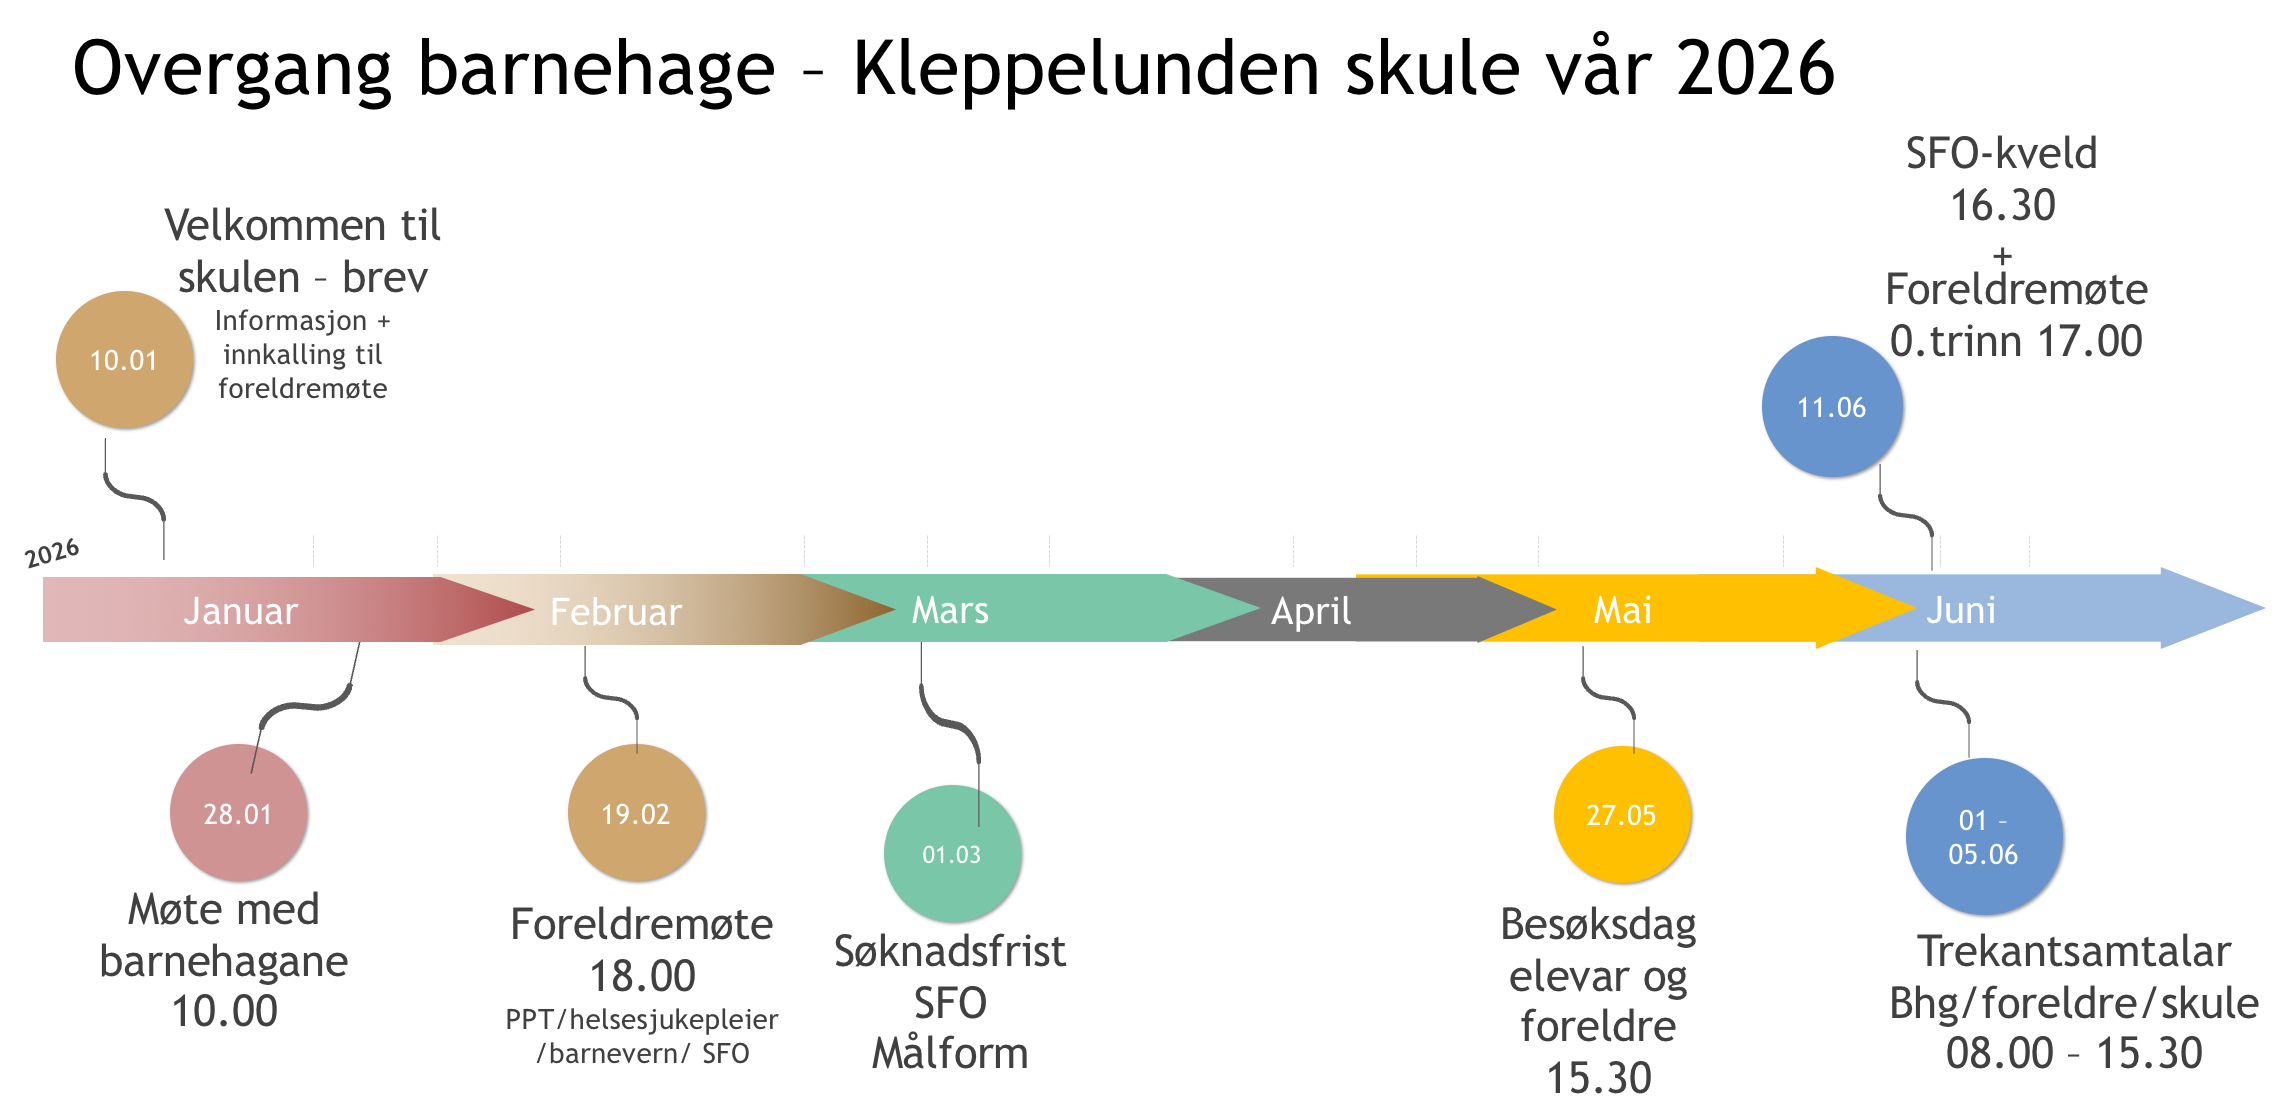 Overgang barnehage – Kleppelunden skule vår 2026
SFO-kveld
16.30
+
Foreldremøte
0.trinn 17.00
11.06
Velkommen til
skulen – brev
Informasjon +
innkalling til
foreldremøte
10.01
2026
Januar
Februar
Mars
April
Mai
Juni
28.01
Møte med
barnehagane
10.00
19.02
Foreldremøte
18.00
PPT/helsesjukepleier
/barnevern/ SFO
01.03
Søknadsfrist
SFO
Målform
27.05
Besøksdag
elevar og
foreldre
15.30
01 –
05.06
Trekantsamtalar
Bhg/foreldre/skule
08.00 – 15.30